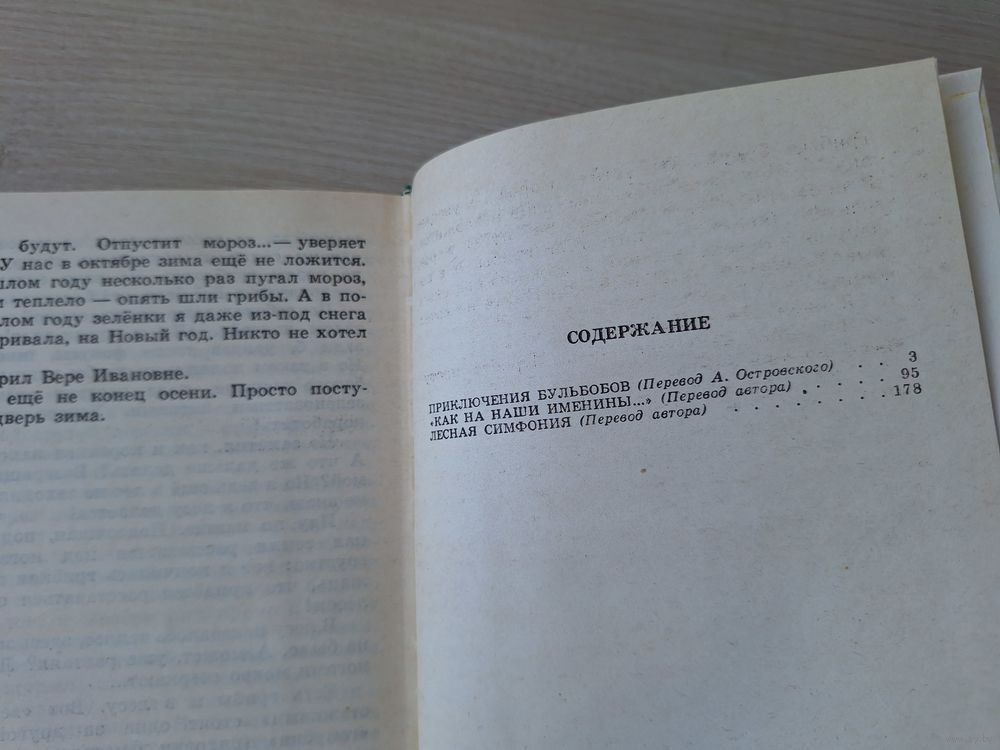 будут. Отпустит мороз...— уверяет
У нас в октябре зима ещё не ложится.
лом году несколько раз пугал мороз,
теплело — опять шли грибы. А в по-
лом году зелёнки я даже из-под снега
ривала, на Новый год. Никто не хотел
рил Вере Ивановне.
ещё не конец осени. Просто посту-
дверь зима.
СОДЕРЖАНИЕ
ПРИКЛЮЧЕНИЯ БУЛЬБОБОВ (Перевод А. Островского) . . 3
«КАК НА НАШИ ИМЕНИНЫ...» (Перевод автора) . . . . . 95
ЛЕСНАЯ СИМФОНИЯ (Перевод автора) . . . . . . . . 178